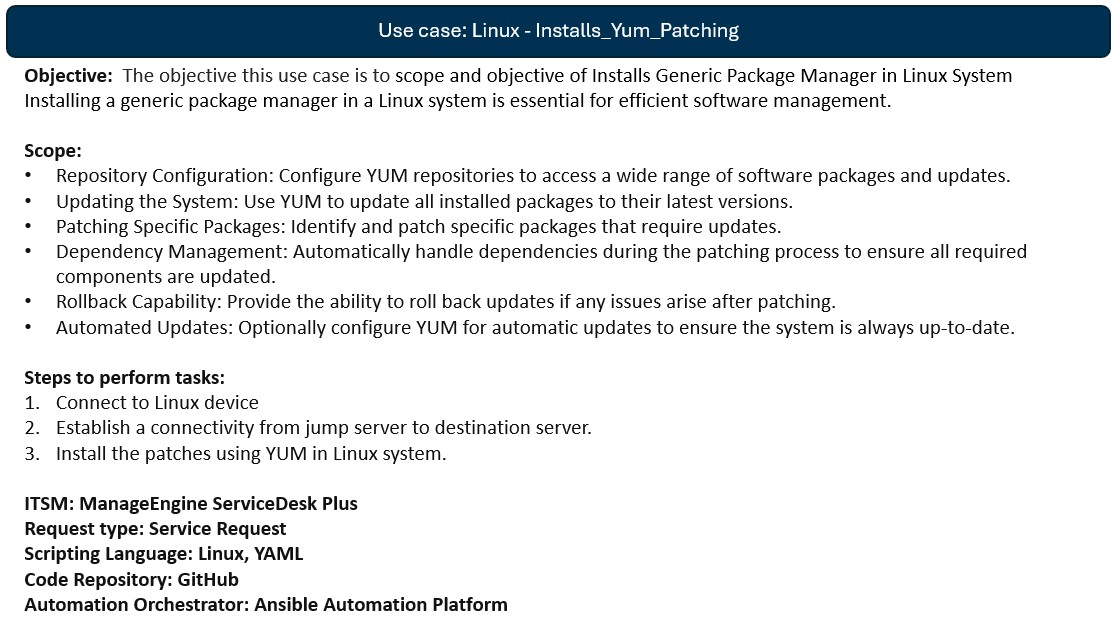 Use case: Linux - Installs_Yum_Patching
Objective:  The objective this use case is to scope and objective of Installs Generic Package Manager in Linux System
Installing a generic package manager in a Linux system is essential for efficient software management.
Scope:
• Repository Configuration: Configure YUM repositories to access a wide range of software packages and updates.
• Updating the System: Use YUM to update all installed packages to their latest versions.
• Patching Specific Packages: Identify and patch specific packages that require updates.
• Dependency Management: Automatically handle dependencies during the patching process to ensure all required
components are updated.
• Rollback Capability: Provide the ability to roll back updates if any issues arise after patching.
• Automated Updates: Optionally configure YUM for automatic updates to ensure the system is always up-to-date.
Steps to perform tasks:
1. Connect to Linux device
2. Establish a connectivity from jump server to destination server.
3. Install the patches using YUM in Linux system.
ITSM: ManageEngine ServiceDesk Plus
Request type: Service Request
Scripting Language: Linux, YAML
Code Repository: GitHub
Automation Orchestrator: Ansible Automation Platform